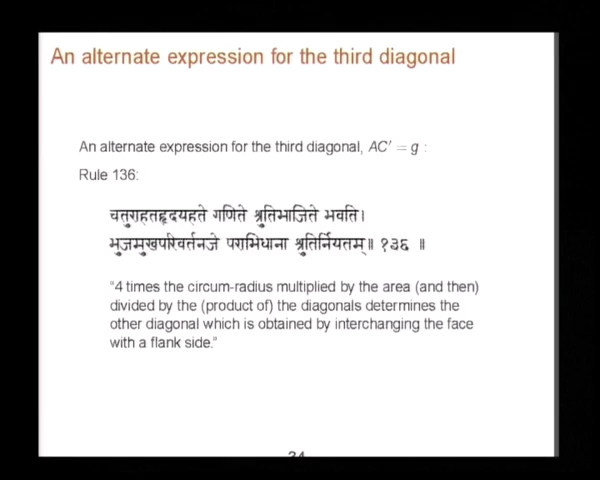 An alternate expression for the third diagonal
An alternate expression for the third diagonal, AC′ = g :
Rule 136:
चतुराहतहृदयहते गणिते श्रुतिभाजिते भवति।
भुजमुखपरिवर्तनजे पराभिधाना श्रुतिर्नियतम्॥ १३६ ॥
"4 times the circum-radius multiplied by the area (and then)
divided by the (product of) the diagonals determines the
other diagonal which is obtained by interchanging the face
with a flank side."